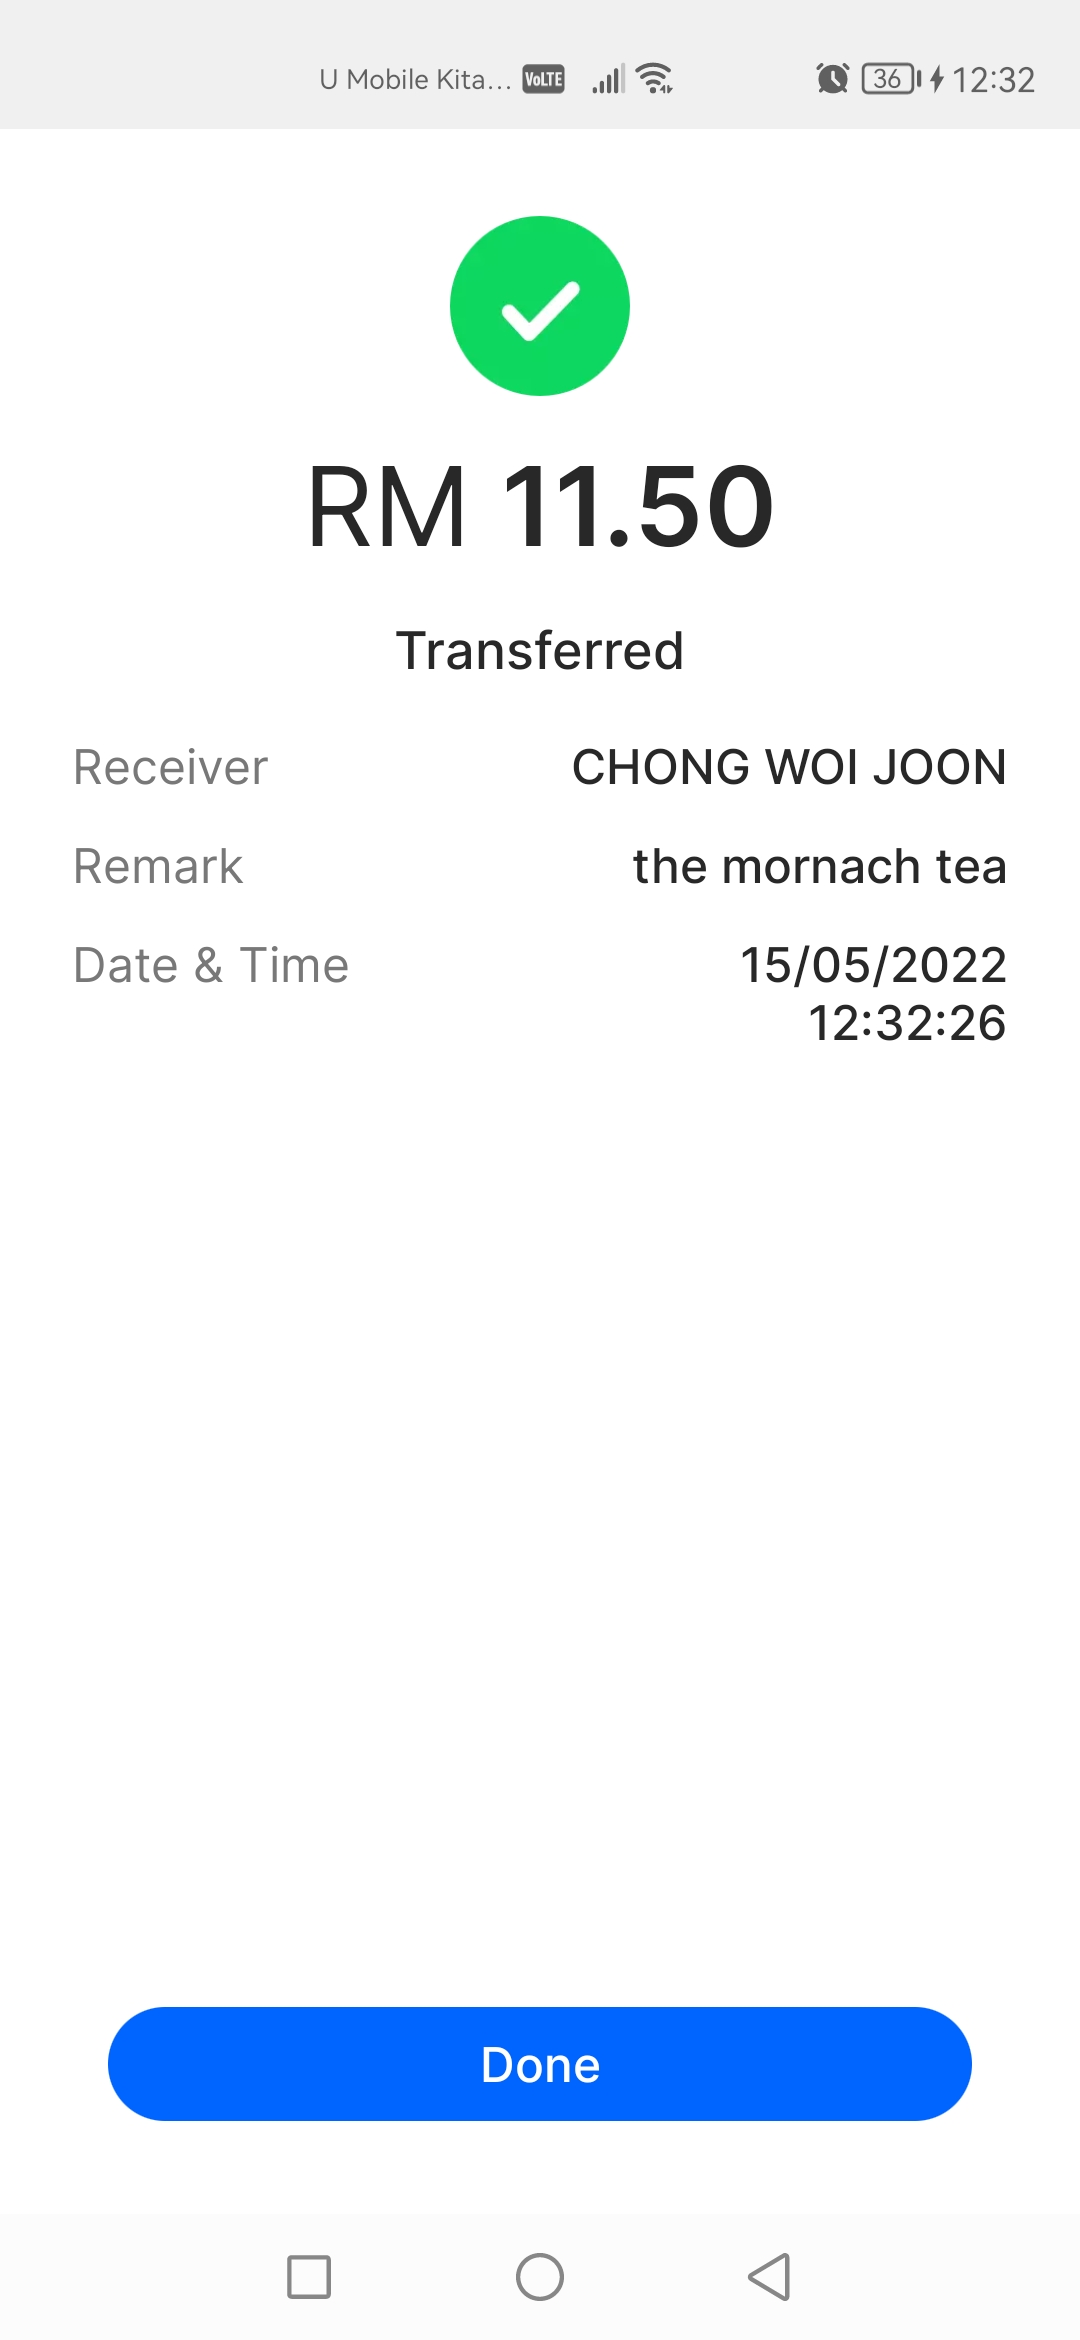 U Mobile Kita... VoLTE 36 12:32
RM 11.50
Transferred
Receiver CHONG WOI JOON
Remark the mornach tea
Date & Time 15/05/2022
12:32:26
Done